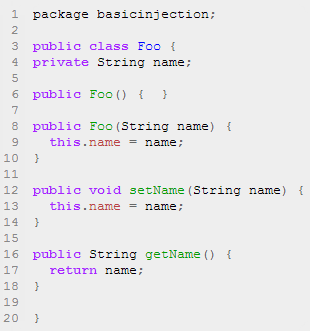 1 package basicinjection;
2
3 public class Foo {
4 private String name;
5
6 public Foo() {  }
7
8 public Foo(String name) {
9   this.name = name;
10 }
11
12 public void setName(String name) {
13   this.name = name;
14 }
15
16 public String getName() {
17   return name;
18 }
19
20 }